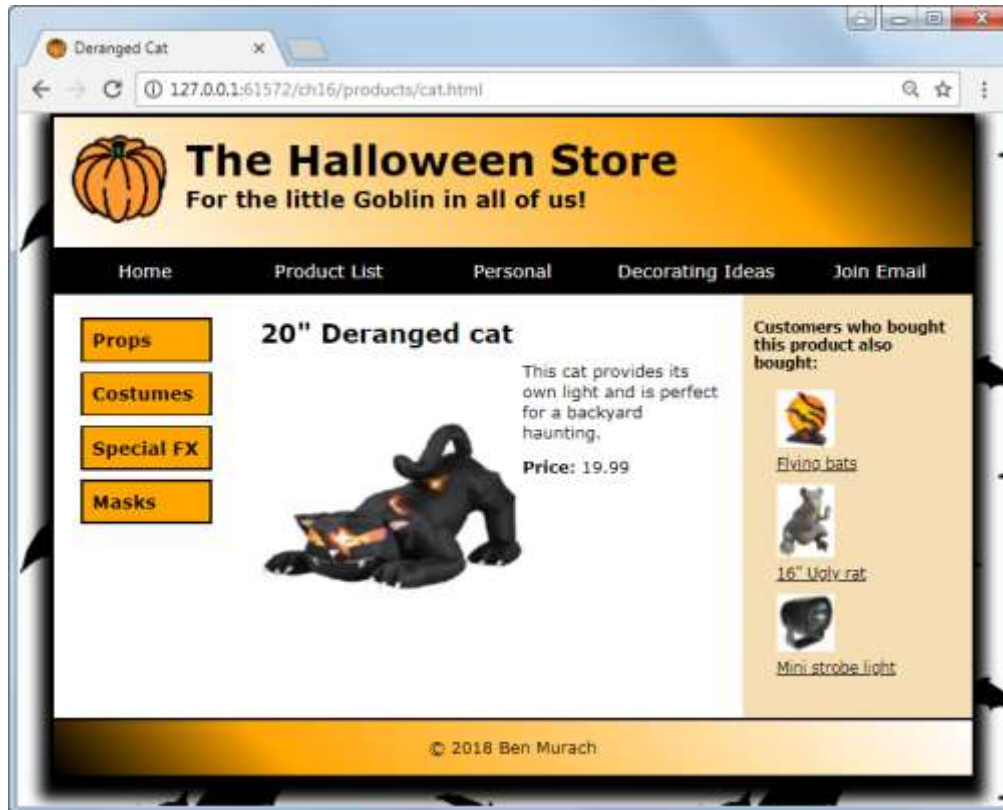 Deranged Cat
127.0.0.1:61572/ch16/products/cat.html
The Halloween Store
For the little Goblin in all of us!
Home Product List Personal Decorating Ideas Join Email
Props
Costumes
Special FX
Masks
20" Deranged cat
This cat provides its
own light and is perfect
for a backyard
haunting.
Price: 19.99
Customers who bought
this product also
bought:
Flying bats
16" Ugly rat
Mini strobe light
© 2018 Ben Murach